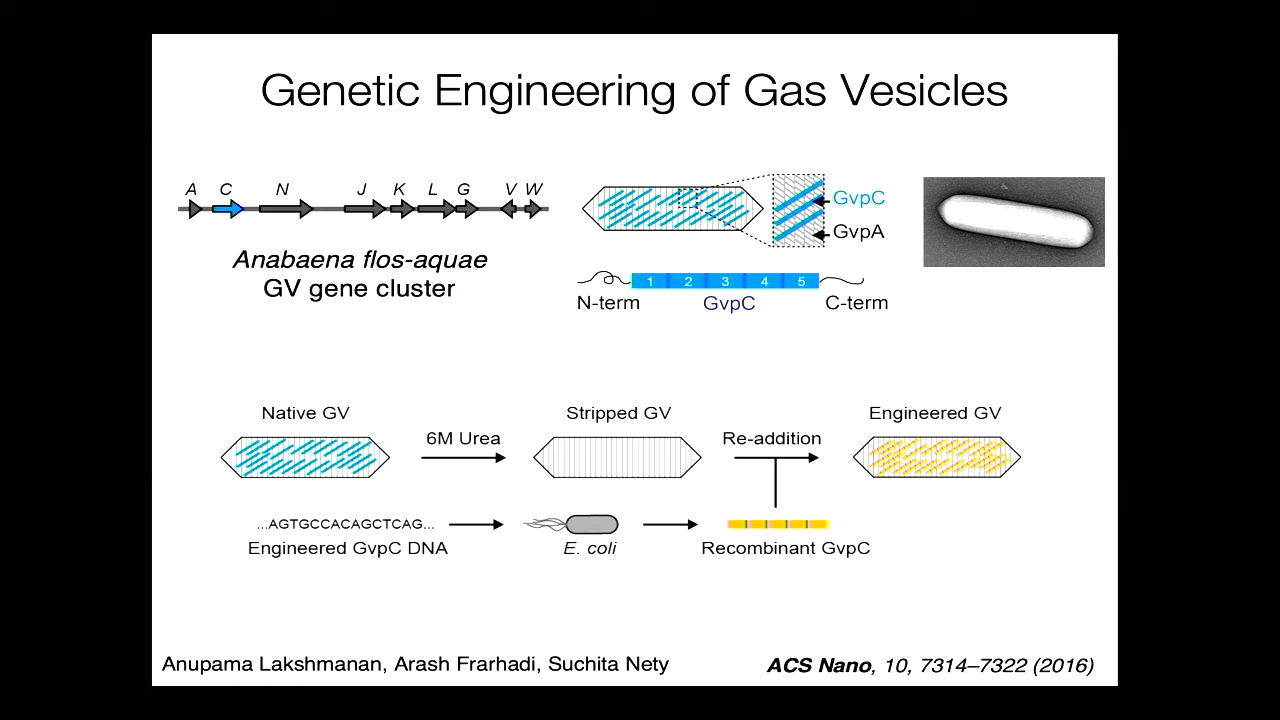 Genetic Engineering of Gas Vesicles
A C N J K L G V W
Anabaena flos-aquae
GV gene cluster
GvpC
GvpA
1 2 3 4 5
N-term GvpC C-term
Native GV
6M Urea
Stripped GV
Re-addition
Engineered GV
...AGTGCCACAGCTCAG...
Engineered GvpC DNA
E. coli
Recombinant GvpC
Anupama Lakshmanan, Arash Frarhadi, Suchita Nety
ACS Nano, 10, 7314–7322 (2016)